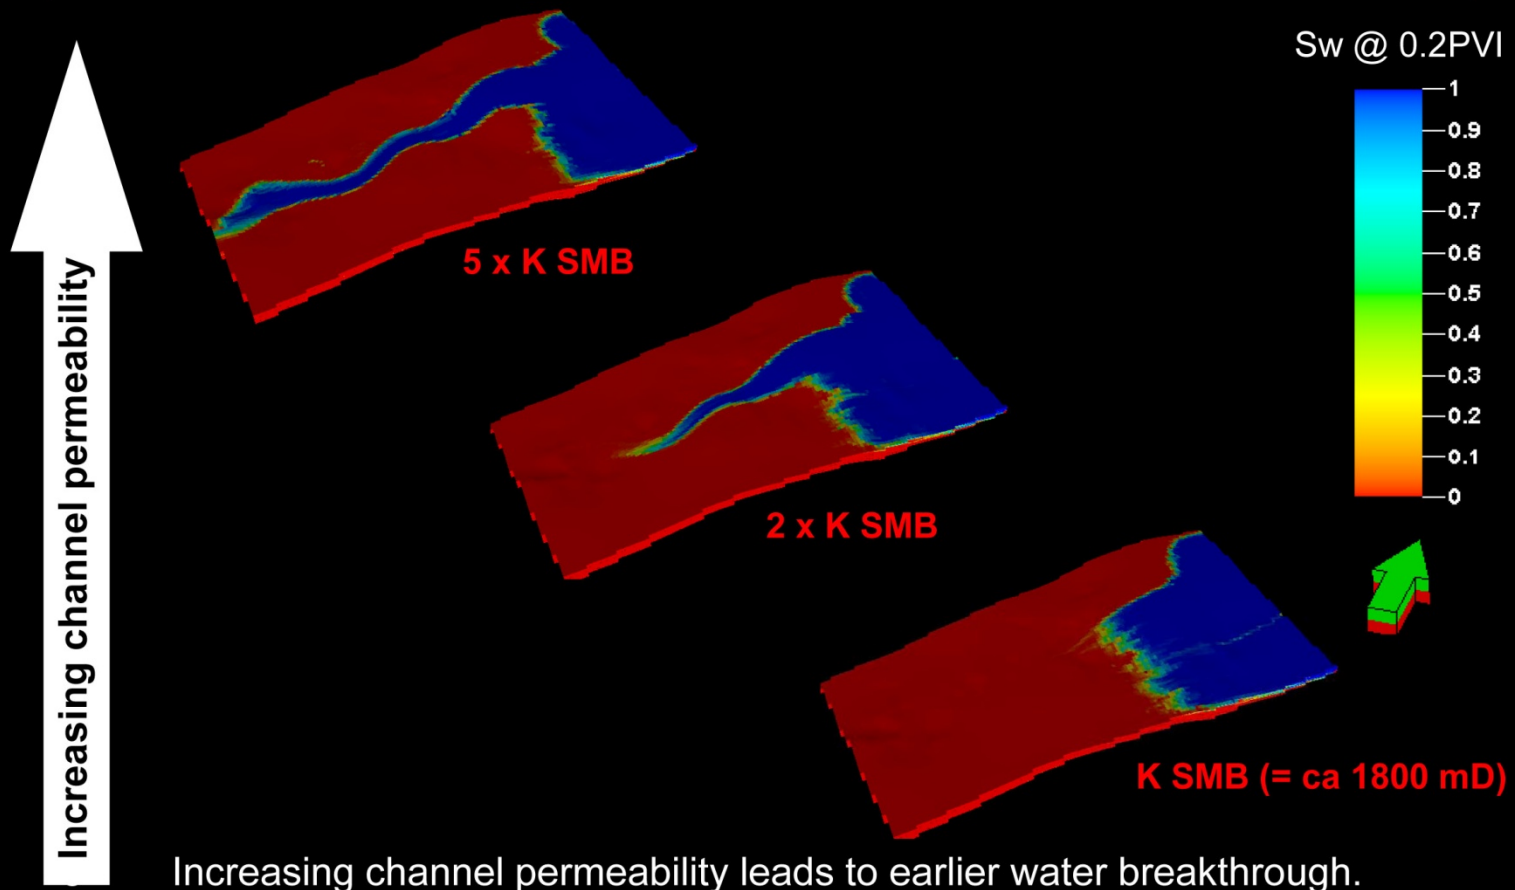 Sw @ 0.2PVI
1
0.9
0.8
0.7
0.6
0.5
0.4
0.3
0.2
0.1
0
Increasing channel permeability
5 x K SMB
2 x K SMB
K SMB (= ca 1800 mD)
Increasing channel permeability leads to earlier water breakthrough.